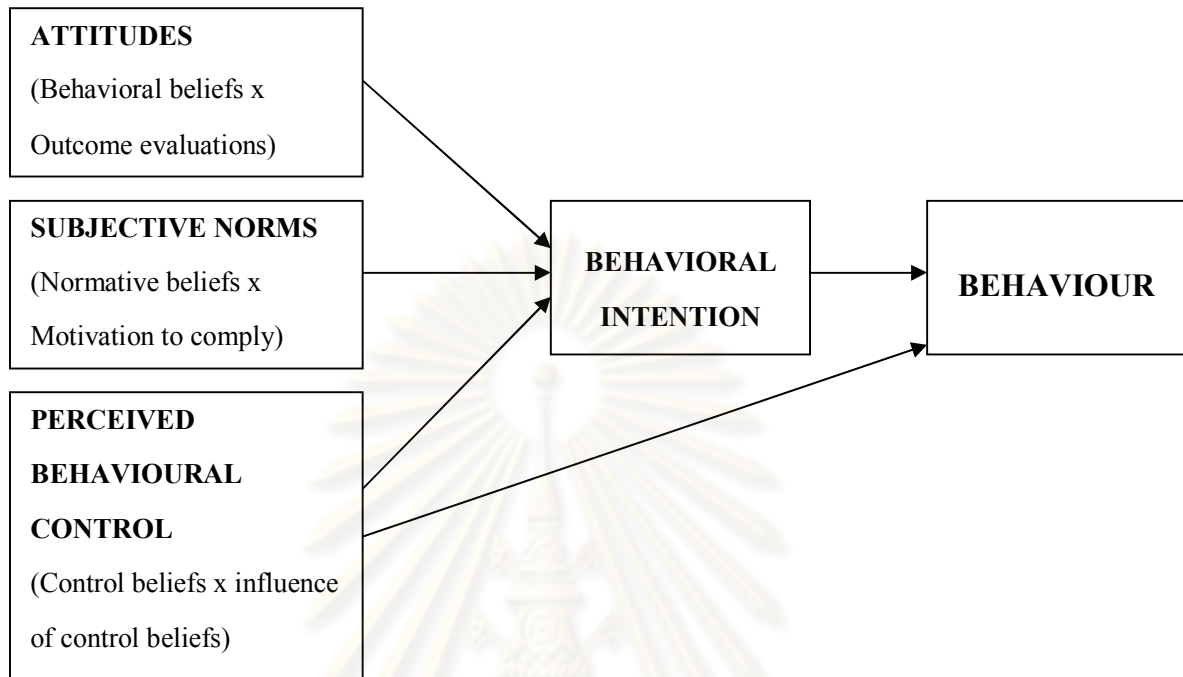 ATTITUDES
(Behavioral beliefs x
Outcome evaluations)
SUBJECTIVE NORMS
(Normative beliefs x
Motivation to comply)
PERCEIVED
BEHAVIOURAL
CONTROL
(Control beliefs x influence
of control beliefs)
BEHAVIORAL
INTENTION
BEHAVIOUR